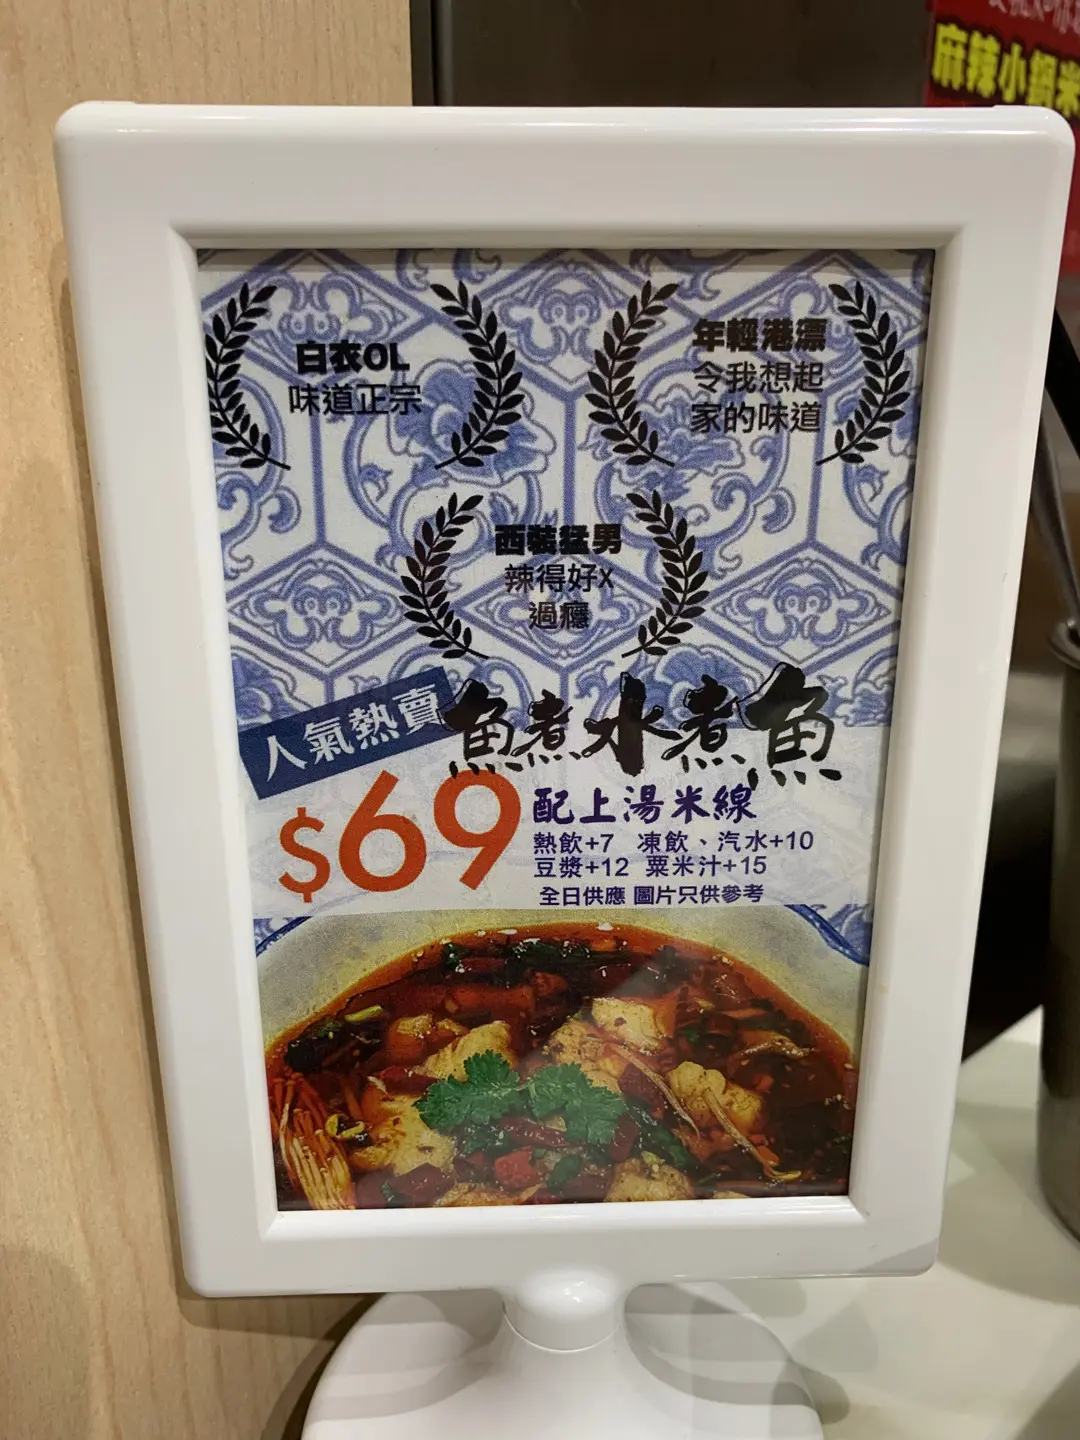 麻辣小鍋米
白衣OL
味道正宗
年輕港漂
令我想起
家的味道
西裝猛男
辣得好X
過癮
人氣熱賣
魚煮水煮魚
$69
配上湯米線
熱飲+7 凍飲、汽水+10
豆漿+12 粟米汁+15
全日供應 圖片只供參考